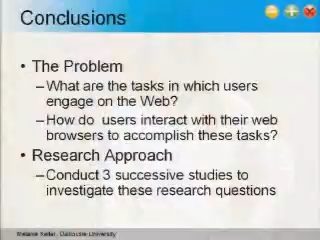 Conclusions
• The Problem
–What are the tasks in which users
engage on the Web?
–How do users interact with their web
browsers to accomplish these tasks?
• Research Approach
–Conduct 3 successive studies to
investigate these research questions
Melanie Kellar, Dalhousie University